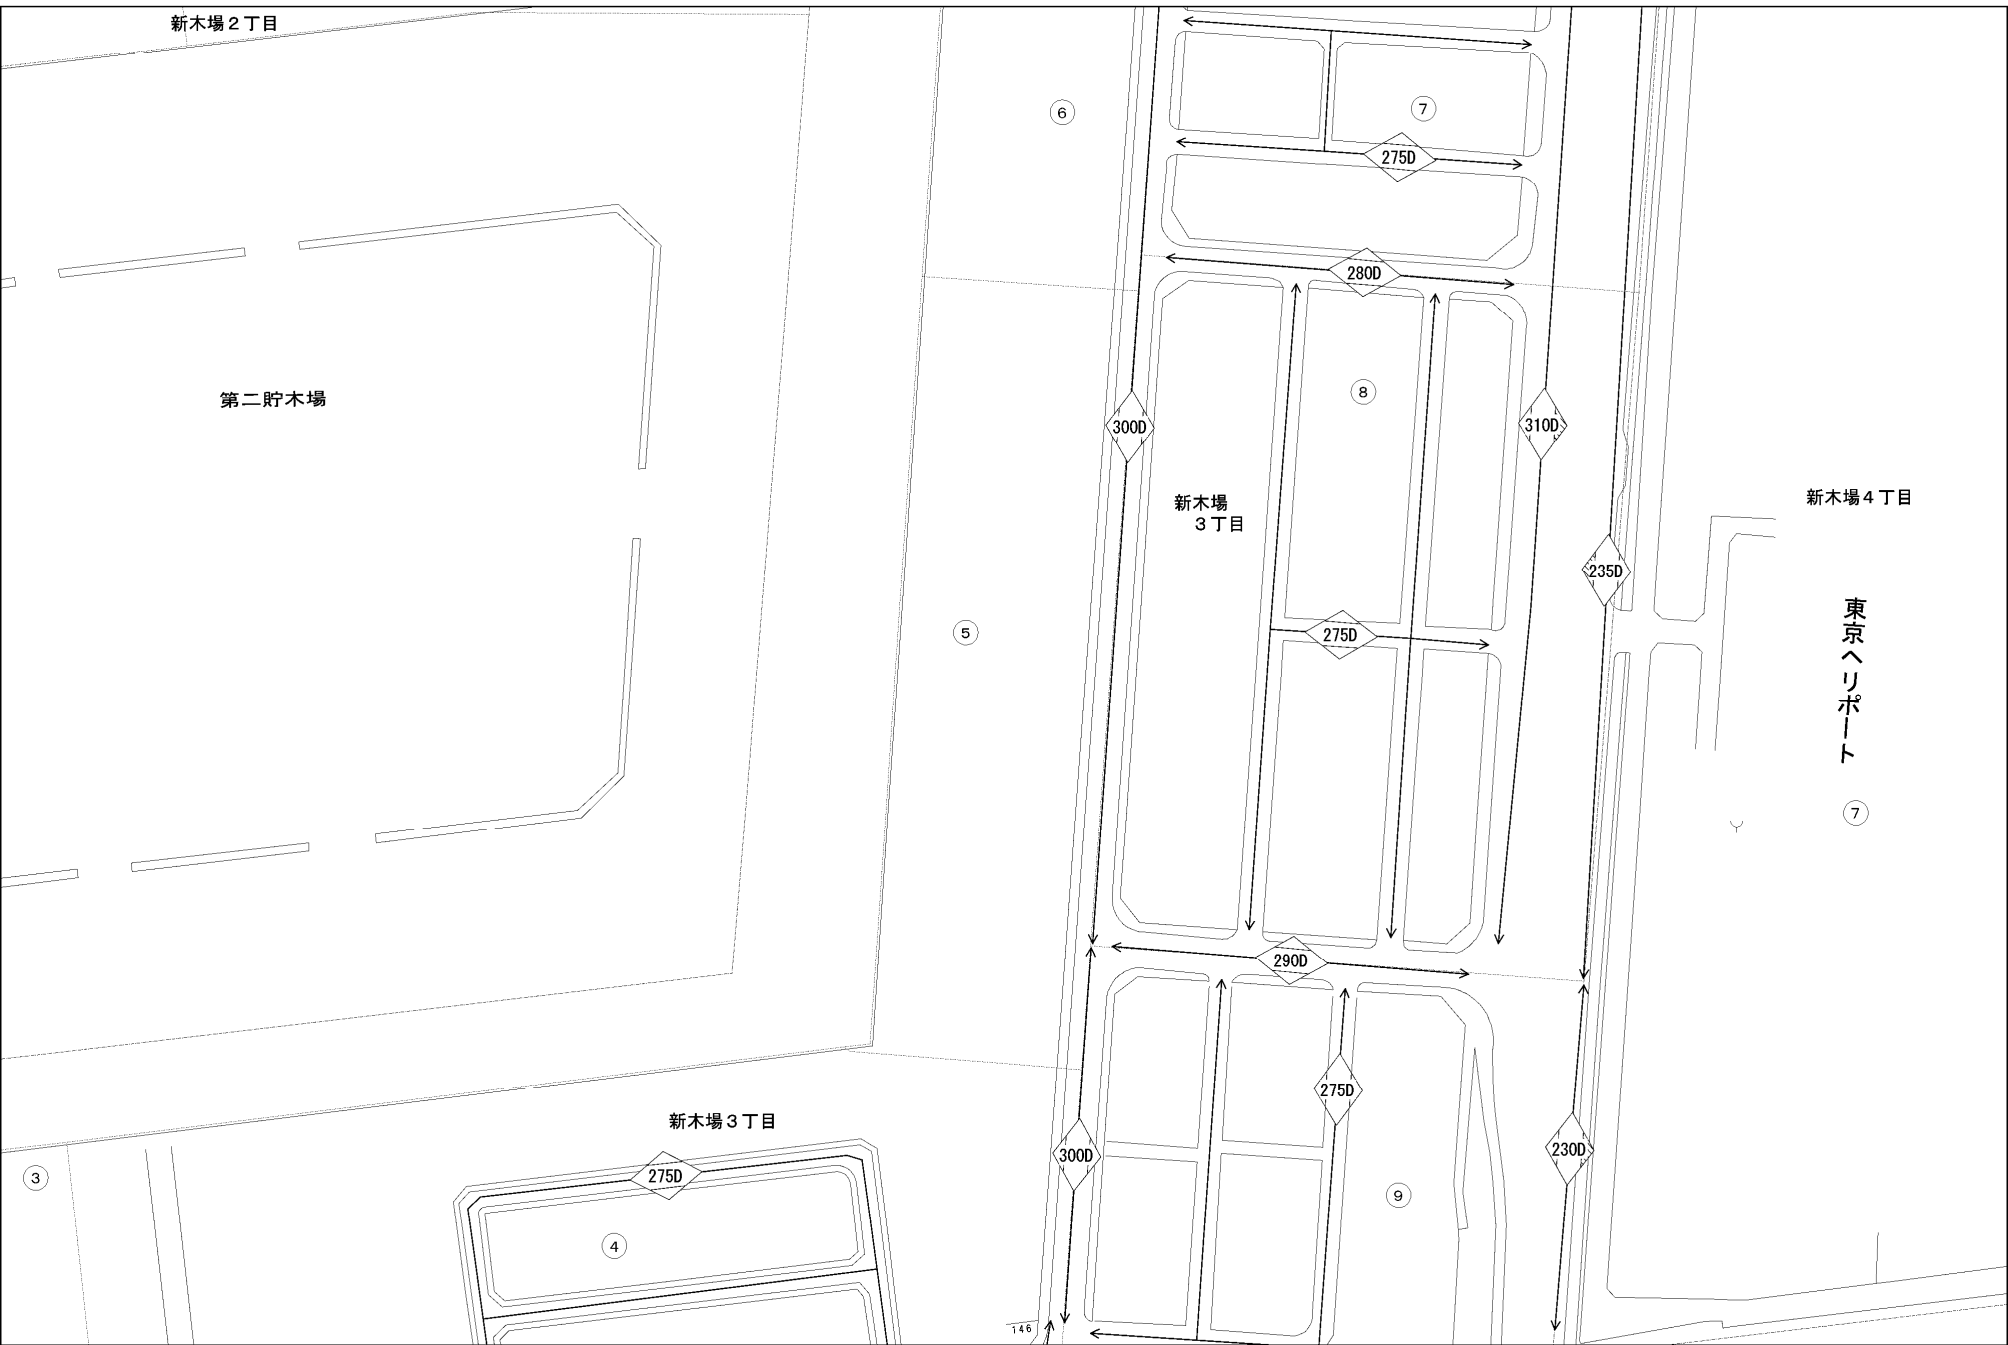 新木場２丁目
⑥
⑦
275D
280D
第二貯木場
⑧
300D
310D
新木場
３丁目
新木場４丁目
235D
東京ヘリポート
⑤
275D
⑦
290D
275D
新木場３丁目
300D
230D
③
275D
⑨
④
146